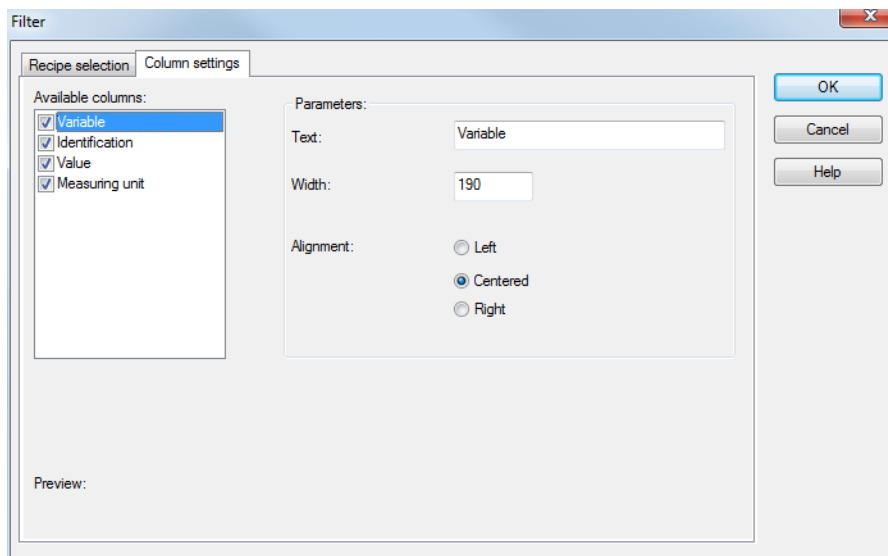 Filter
Recipe selection
Column settings
Available columns:
Variable
Identification
Value
Measuring unit
Parameters:
Text:
Variable
Width:
190
Alignment:
Left
Centered
Right
Preview:
OK
Cancel
Help